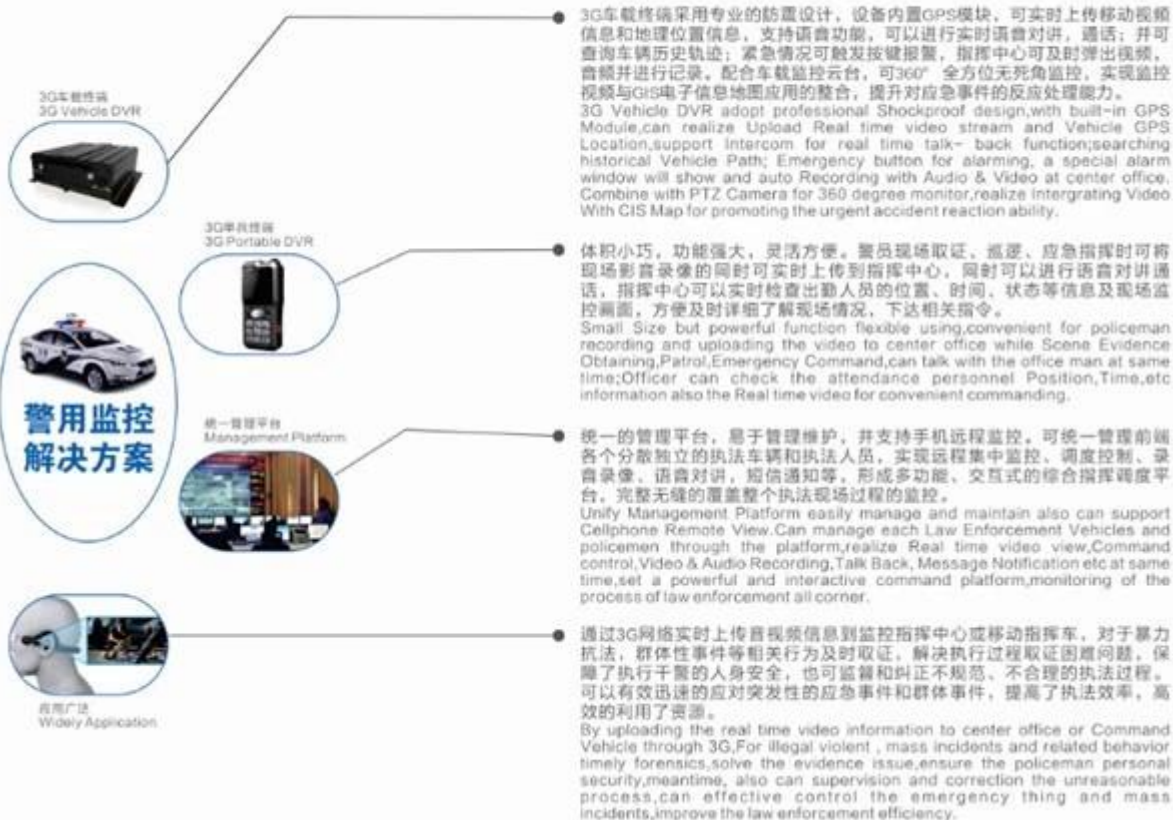 3G车载终端采用专业的防震设计，设备内置GPS模块，可实时上传移动视频
信息和地理位置信息，支持语音功能，可以进行实时语音对讲，通话；并可
查询车辆历史轨迹；紧急情况可触发按键报警，指挥中心可及时弹出视频，
音频并进行记录。配合车载监控云台，可360° 全方位无死角监控，实现监控
视频与GIS电子信息地图应用的整合，提升对应急事件的反应处理能力。
3G Vehicle DVR adopt professional Shockproof design,with built-in GPS
Module,can realize Upload Real time video stream and Vehicle GPS
Location,support Intercom for real time talk- back function;searching
historical Vehicle Path; Emergency button for alarming, a special alarm
window will show and auto Recording with Audio & Video at center office.
Combine with PTZ Camera for 360 degree monitor,realize Intergrating Video
With CIS Map for promoting the urgent accident reaction ability.
3G车载终端
3G Vehicle DVR
3G单兵终端
3G Portable DVR
体积小巧，功能强大，灵活方便。警员现场取证、巡逻、应急指挥时可将
现场影音录像的同时可实时上传到指挥中心，同时可以进行语音对讲通
话，指挥中心可以实时检查出勤人员的位置、时间、状态等信息及现场监
控画面，方便及时详细了解现场情况，下达相关指令。
Small Size but powerful function flexible using,convenient for policeman
recording and uploading the video to center office while Scene Evidence
Obtaining,Patrol,Emergency Command,can talk with the office man at same
time;Officer can check the attendance personnel Position,Time,etc
information also the Real time video for convenient commanding.
警用监控
解决方案
统一管理平台
Management Platform
统一的管理平台，易于管理维护，并支持手机远程监控。可统一管理前端
各个分散独立的执法车辆和执法人员，实现远程集中监控、调度控制、录
音录像、语音对讲，短信通知等，形成多功能、交互式的综合指挥调度平
台，完整无缝的覆盖整个执法现场过程的监控。
Unify Management Platform easily manage and maintain also can support
Cellphone Remote View.Can manage each Law Enforcement Vehicles and
policemen through the platform,realize Real time video view,Command
control,Video & Audio Recording,Talk Back, Message Notification etc at same
time,set a powerful and interactive command platform,monitoring of the
process of law enforcement all corner.
通过3G网络实时上传音视频信息到监控指挥中心或移动指挥车，对于暴力
抗法，群体性事件等相关行为及时取证，解决执行过程取证困难问题，保
障了执行干警的人身安全，也可监督和纠正不规范、不合理的执法过程。
可以有效迅速的应对突发性的应急事件和群体事件，提高了执法效率，高
效的利用了资源。
By uploading the real time video information to center office or Command
Vehicle through 3G,For illegal violent , mass incidents and related behavior
timely forensics,solve the evidence issue,ensure the policeman personal
security,meantime, also can supervision and correction the unreasonable
process,can effective control the emergency thing and mass
incidents,improve the law enforcement efficiency.
应用广泛
Widely Application